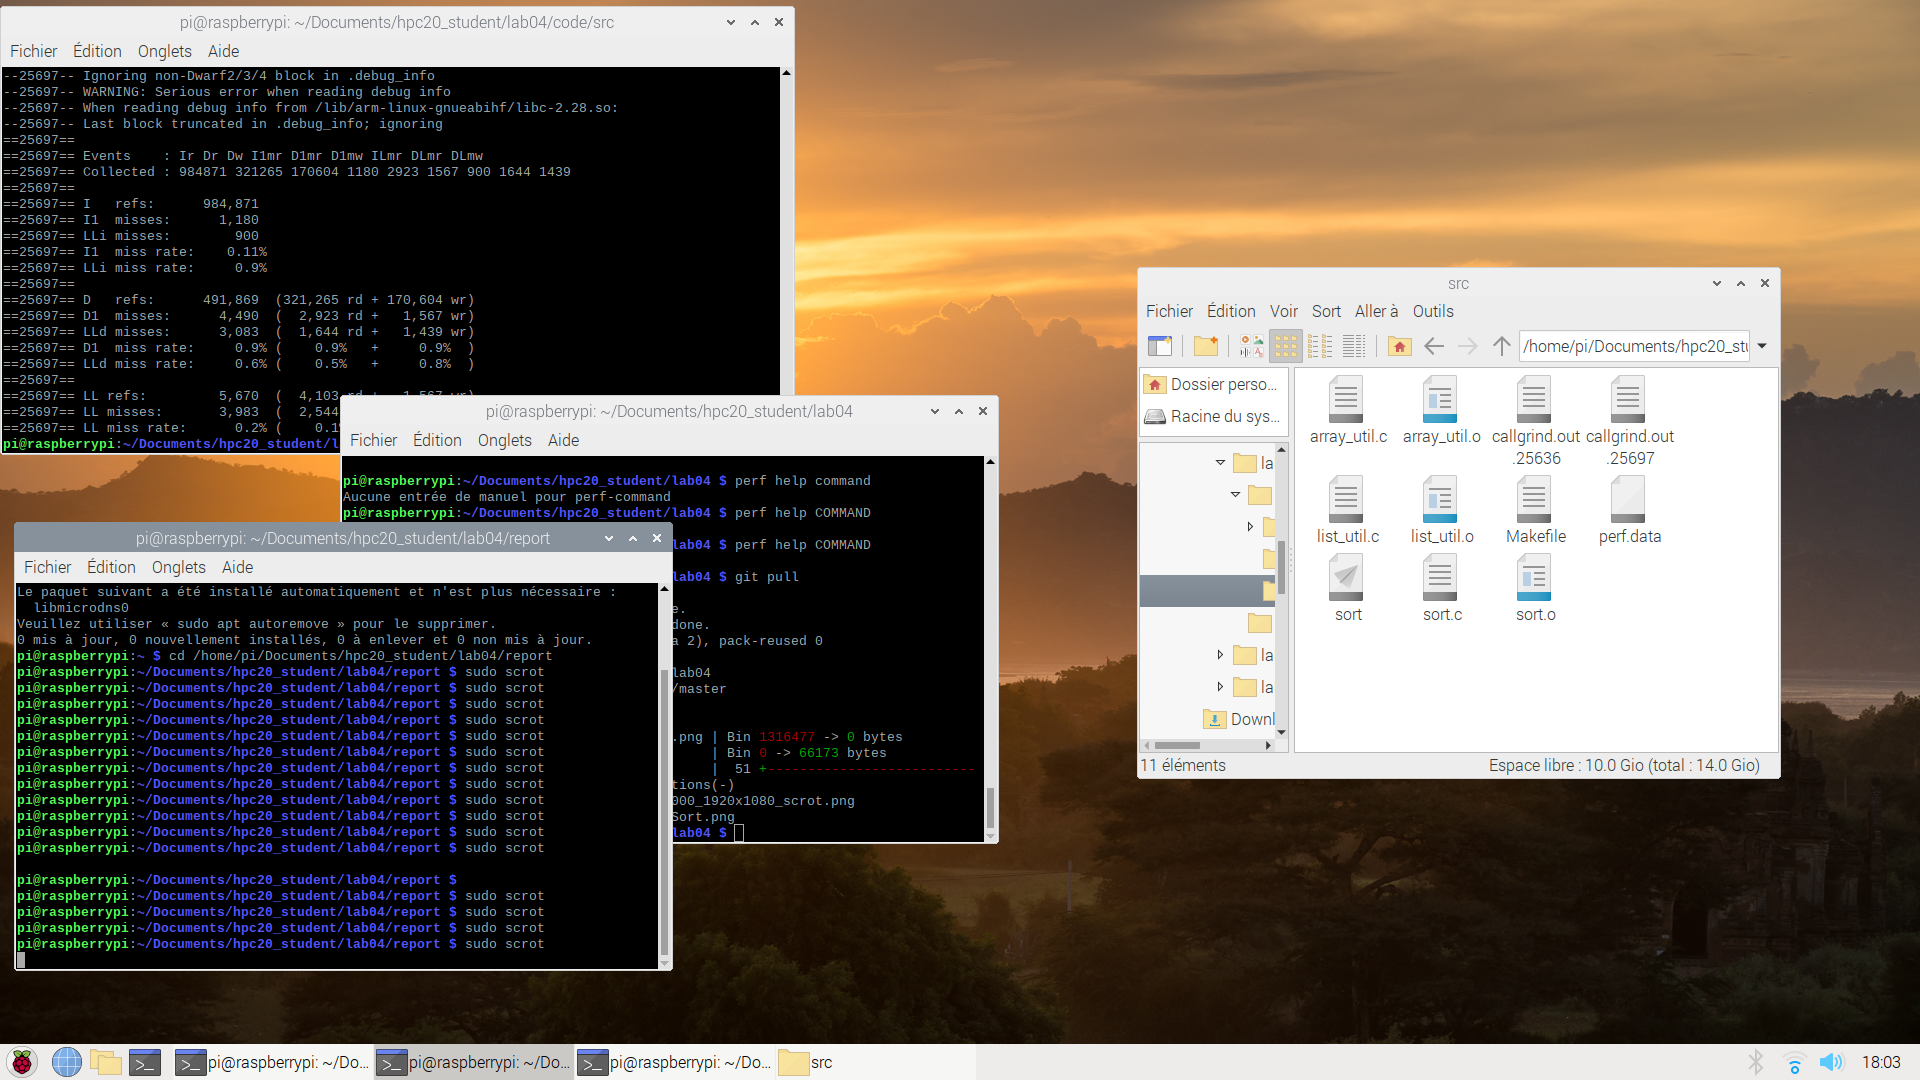 pi@raspberrypi: ~/Documents/hpc20_student/lab04/code/src
Fichier Édition Onglets Aide
--25697-- Ignoring non-Dwarf2/3/4 block in .debug_info
--25697-- WARNING: Serious error when reading debug info
--25697-- When reading debug info from /lib/arm-linux-gnueabihf/libc-2.28.so:
--25697-- Last block truncated in .debug_info; ignoring
==25697==
==25697== Events    : Ir Dr Dw I1mr D1mr D1mw ILmr DLmr DLmw
==25697== Collected : 984871 321265 170604 1180 2923 1567 900 1644 1439
==25697==
==25697== I   refs:      984,871
==25697== I1  misses:      1,180
==25697== LLi misses:        900
==25697== I1  miss rate:    0.11%
==25697== LLi miss rate:     0.9%
==25697==
==25697== D   refs:      491,869  (321,265 rd + 170,604 wr)
==25697== D1  misses:      4,490  (  2,923 rd +   1,567 wr)
==25697== LLd misses:      3,083  (  1,644 rd +   1,439 wr)
==25697== D1  miss rate:     0.9% (    0.9%   +     0.9%  )
==25697== LLd miss rate:     0.6% (    0.5%   +     0.8%  )
==25697==
==25697== LL refs:         5,670  (  4,103 rd +   1,567 wr)
==25697== LL misses:       3,983  (  2,544
==25697== LL miss rate:      0.2% (    0.1
pi@raspberrypi:~/Documents/hpc20_student/l
pi@raspberrypi: ~/Documents/hpc20_student/lab04
Fichier Édition Onglets Aide
pi@raspberrypi:~/Documents/hpc20_student/lab04 $ perf help command
Aucune entrée de manuel pour perf-command
pi@raspberrypi:~/Documents/hpc20_student/lab04 $ perf help COMMAND
lab04 $ perf help COMMAND
lab04 $ git pull
e.
done.
a 2), pack-reused 0
lab04
/master
.png | Bin 1316477 -> 0 bytes
| Bin 0 -> 66173 bytes
|  51 +--------------------------
tions(-)
000_1920x1080_scrot.png
Sort.png
lab04 $
pi@raspberrypi: ~/Documents/hpc20_student/lab04/report
Fichier Édition Onglets Aide
Le paquet suivant a été installé automatiquement et n'est plus nécessaire :
  libmicrodns0
Veuillez utiliser « sudo apt autoremove » pour le supprimer.
0 mis à jour, 0 nouvellement installés, 0 à enlever et 0 non mis à jour.
pi@raspberrypi:~ $ cd /home/pi/Documents/hpc20_student/lab04/report
pi@raspberrypi:~/Documents/hpc20_student/lab04/report $ sudo scrot
pi@raspberrypi:~/Documents/hpc20_student/lab04/report $ sudo scrot
pi@raspberrypi:~/Documents/hpc20_student/lab04/report $ sudo scrot
pi@raspberrypi:~/Documents/hpc20_student/lab04/report $ sudo scrot
pi@raspberrypi:~/Documents/hpc20_student/lab04/report $ sudo scrot
pi@raspberrypi:~/Documents/hpc20_student/lab04/report $ sudo scrot
pi@raspberrypi:~/Documents/hpc20_student/lab04/report $ sudo scrot
pi@raspberrypi:~/Documents/hpc20_student/lab04/report $ sudo scrot
pi@raspberrypi:~/Documents/hpc20_student/lab04/report $ sudo scrot
pi@raspberrypi:~/Documents/hpc20_student/lab04/report $ sudo scrot
pi@raspberrypi:~/Documents/hpc20_student/lab04/report $ sudo scrot
pi@raspberrypi:~/Documents/hpc20_student/lab04/report $ sudo scrot
pi@raspberrypi:~/Documents/hpc20_student/lab04/report $
pi@raspberrypi:~/Documents/hpc20_student/lab04/report $ sudo scrot
pi@raspberrypi:~/Documents/hpc20_student/lab04/report $ sudo scrot
pi@raspberrypi:~/Documents/hpc20_student/lab04/report $ sudo scrot
pi@raspberrypi:~/Documents/hpc20_student/lab04/report $ sudo scrot
src
Fichier Édition Voir Sort Aller à Outils
/home/pi/Documents/hpc20_stu
Dossier perso...
Racine du sys...
la
la
la
Downl
array_util.c array_util.o callgrind.out.25636 callgrind.out.25697
list_util.c list_util.o Makefile perf.data
sort sort.c sort.o
11 éléments
Espace libre : 10.0 Gio (total : 14.0 Gio)
pi@raspberrypi: ~/Do... pi@raspberrypi: ~/Do... pi@raspberrypi: ~/Do... src
18:03